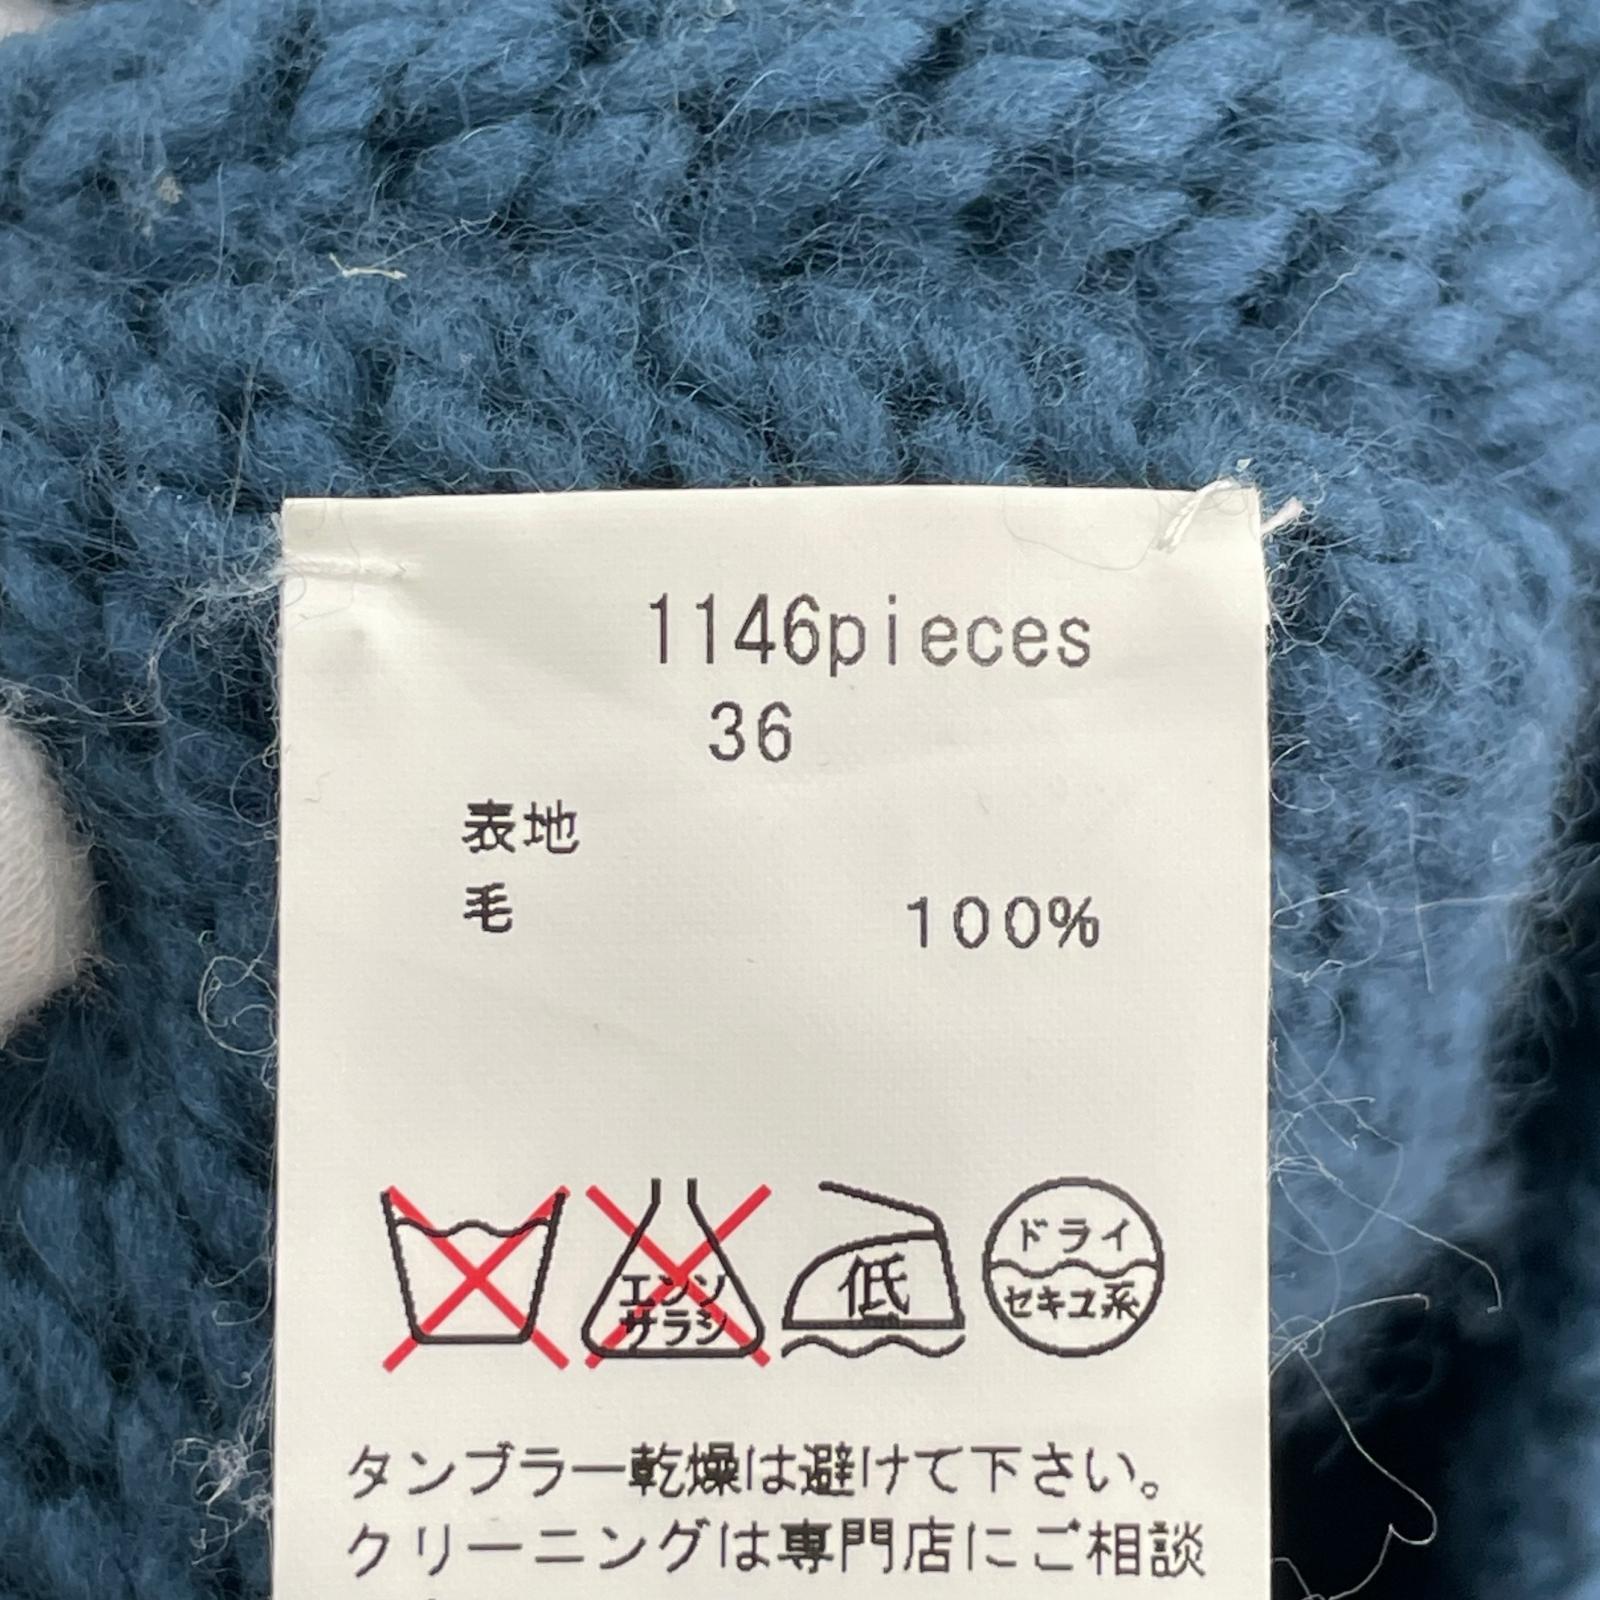 1146pieces
36
表地
毛 100%
エンソ
サラシ
低
ドライ
セキユ系
タンブラー乾燥は避けて下さい。
クリーニングは専門店にご相談